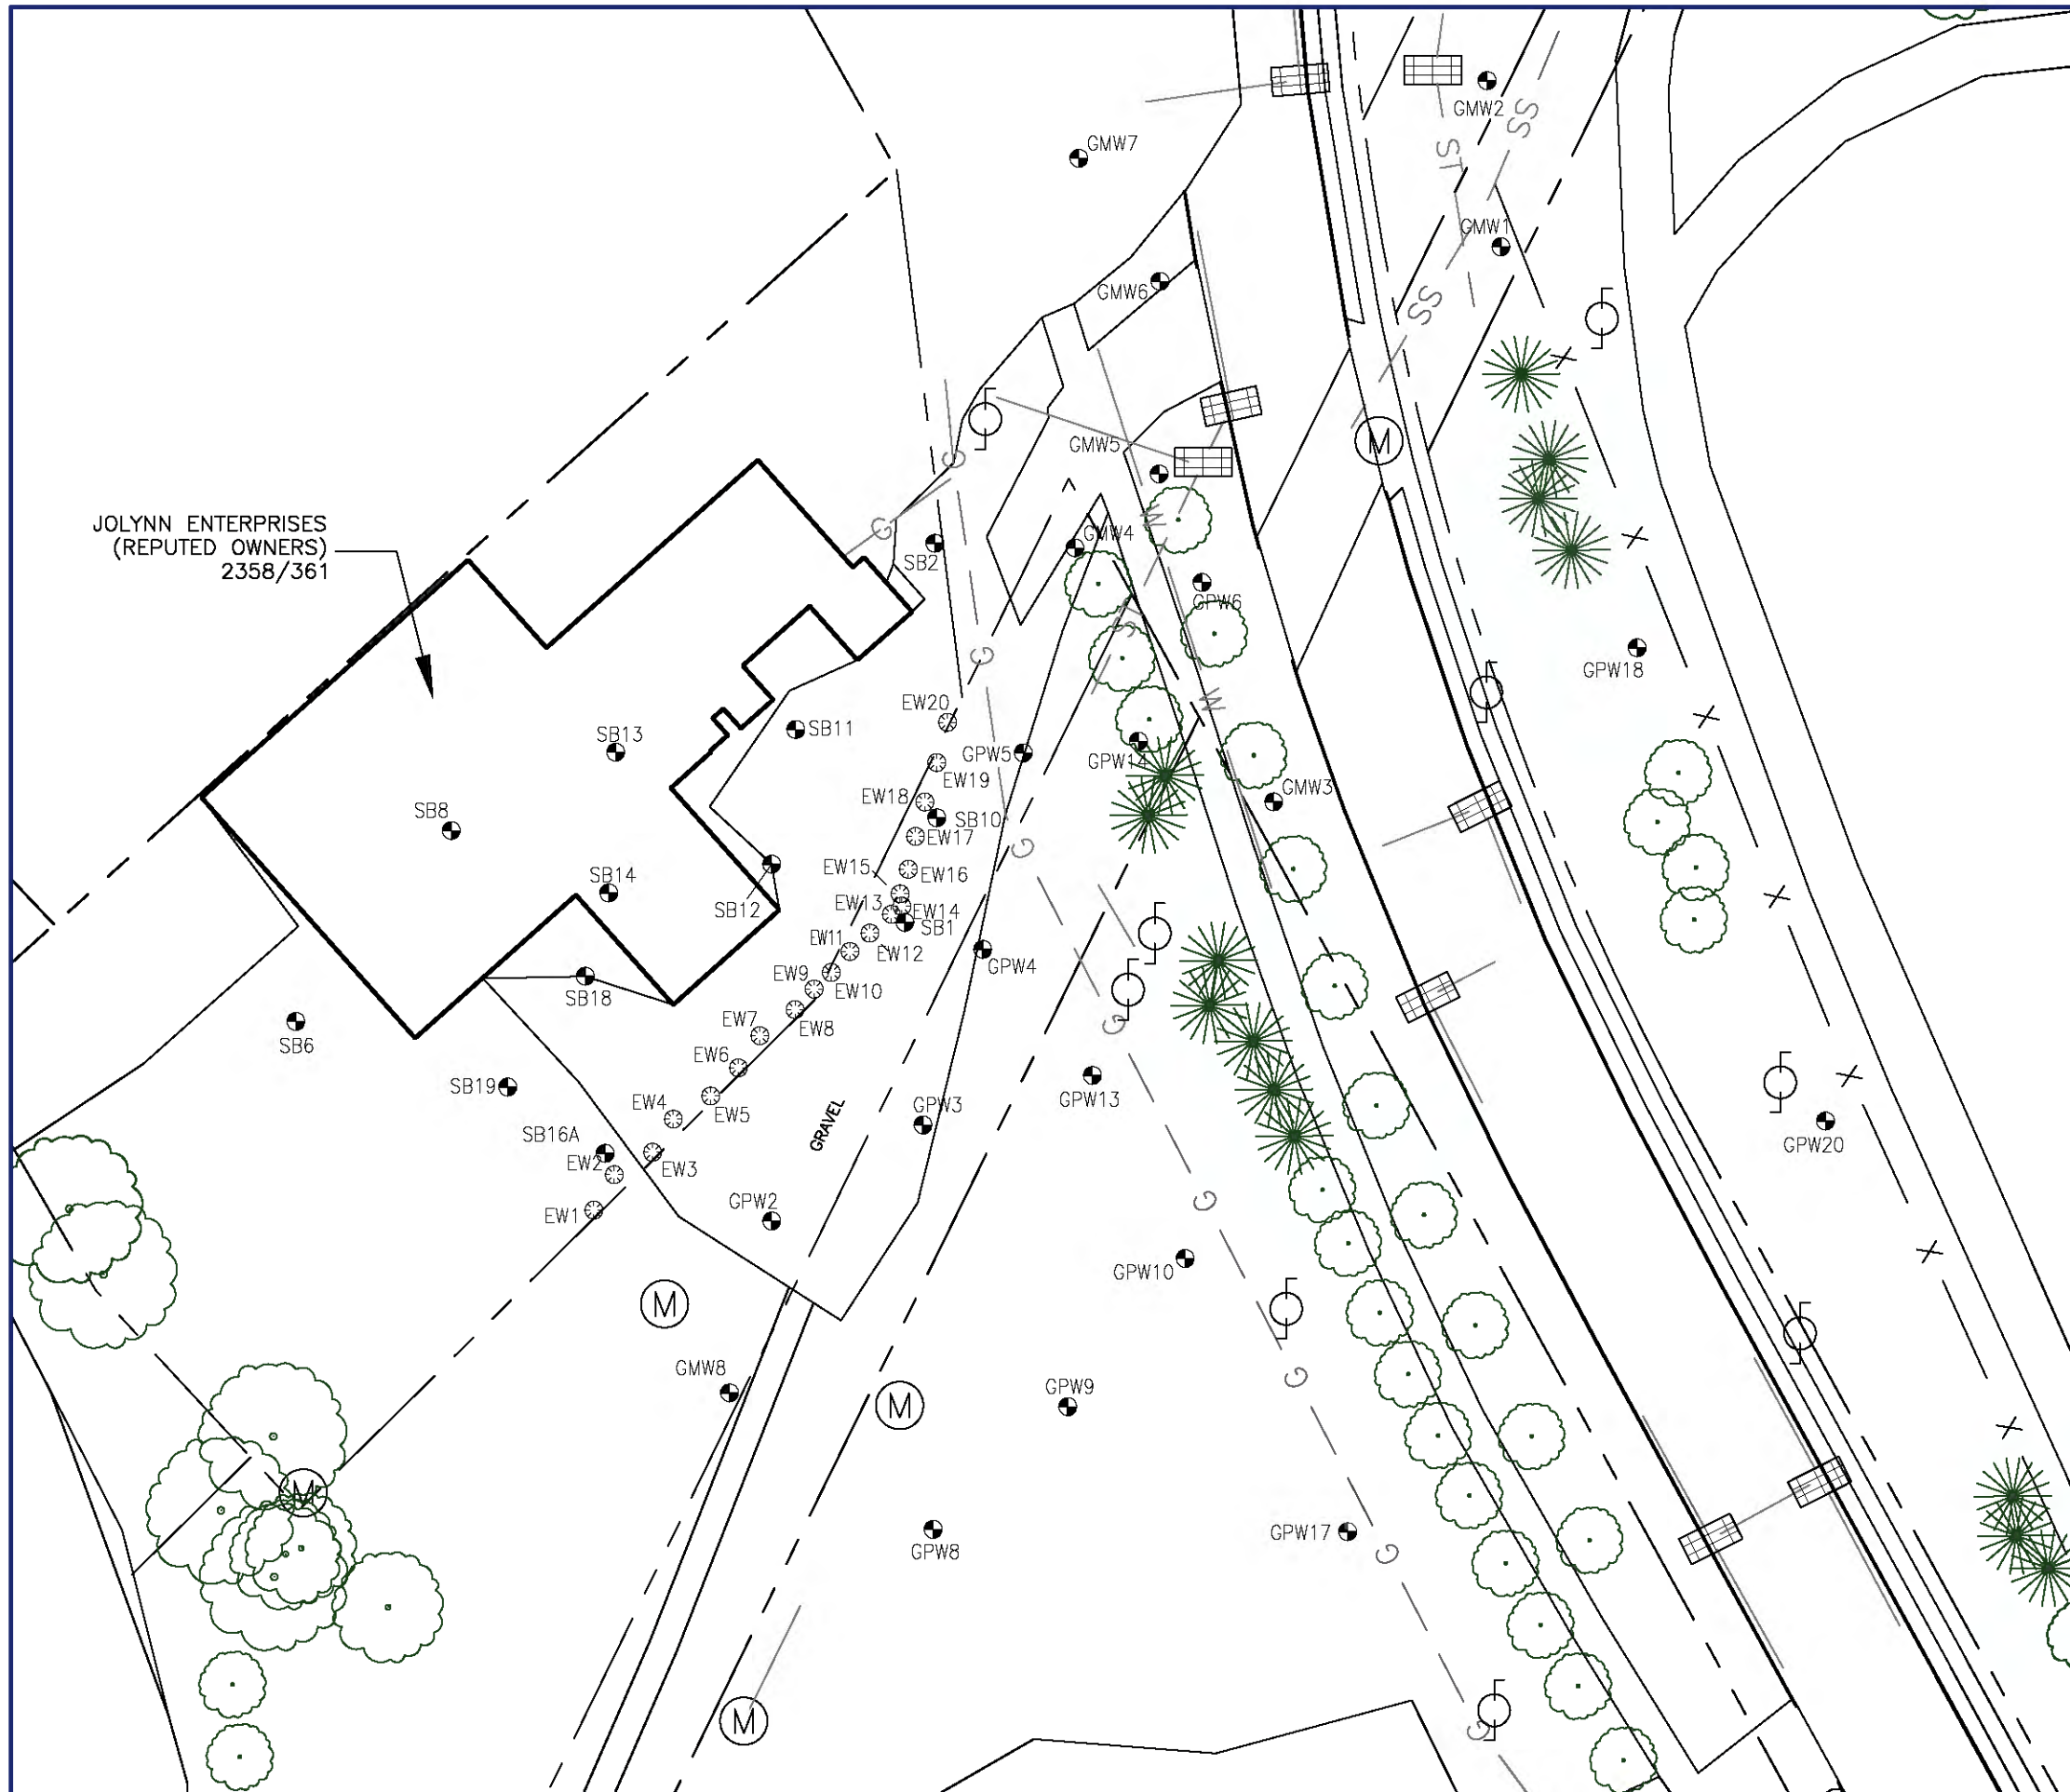 GMW2
SS
GMW7
ST
GMW1
GMW6
SS
M
GMW5
G
W
G
JOLYNN ENTERPRISES
(REPUTED OWNERS)
2358/361
GMW4
SB2
GPW6
ST
G
GPW18
W
EW20
SB11
SB13
GPW5
GPW14
EW19
GMW3
EW18
SB10
SB8
EW17
G
EW15
EW16
SB14
SB12
EW13
EW14
SB1
EW11
EW12
GPW4
EW9
EW10
SB18
G
EW8
EW7
SB6
EW6
SB19
GPW13
EW5
EW4
GPW3
GRAVEL
SB16A
GPW20
EW2
EW3
GPW2
G
EW1
GPW10
M
GMW8
G
GPW9
M
M
GPW17
GPW8
G
M
G